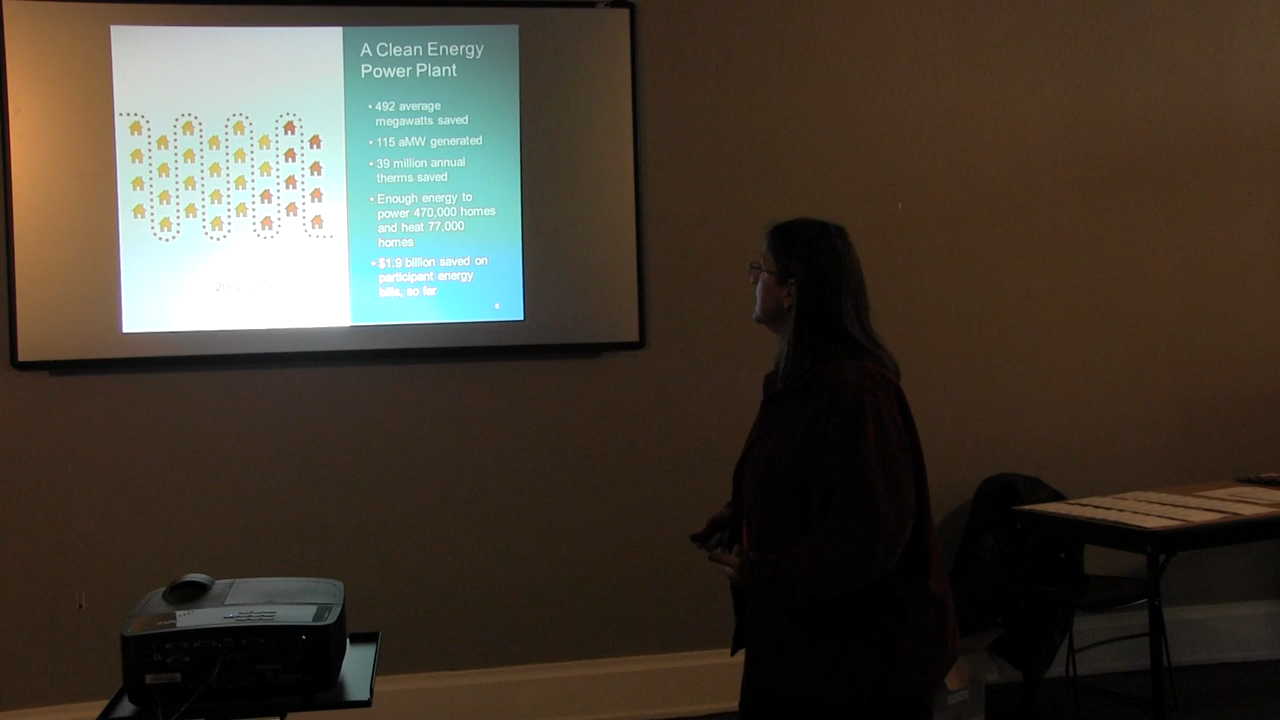 A Clean Energy
Power Plant
• 492 average
megawatts saved
• 115 aMW generated
• 39 million annual
therms saved
• Enough energy to
power 470,000 homes
and heat 77,000
homes
• $1.9 billion saved on
participant energy
bills, so far